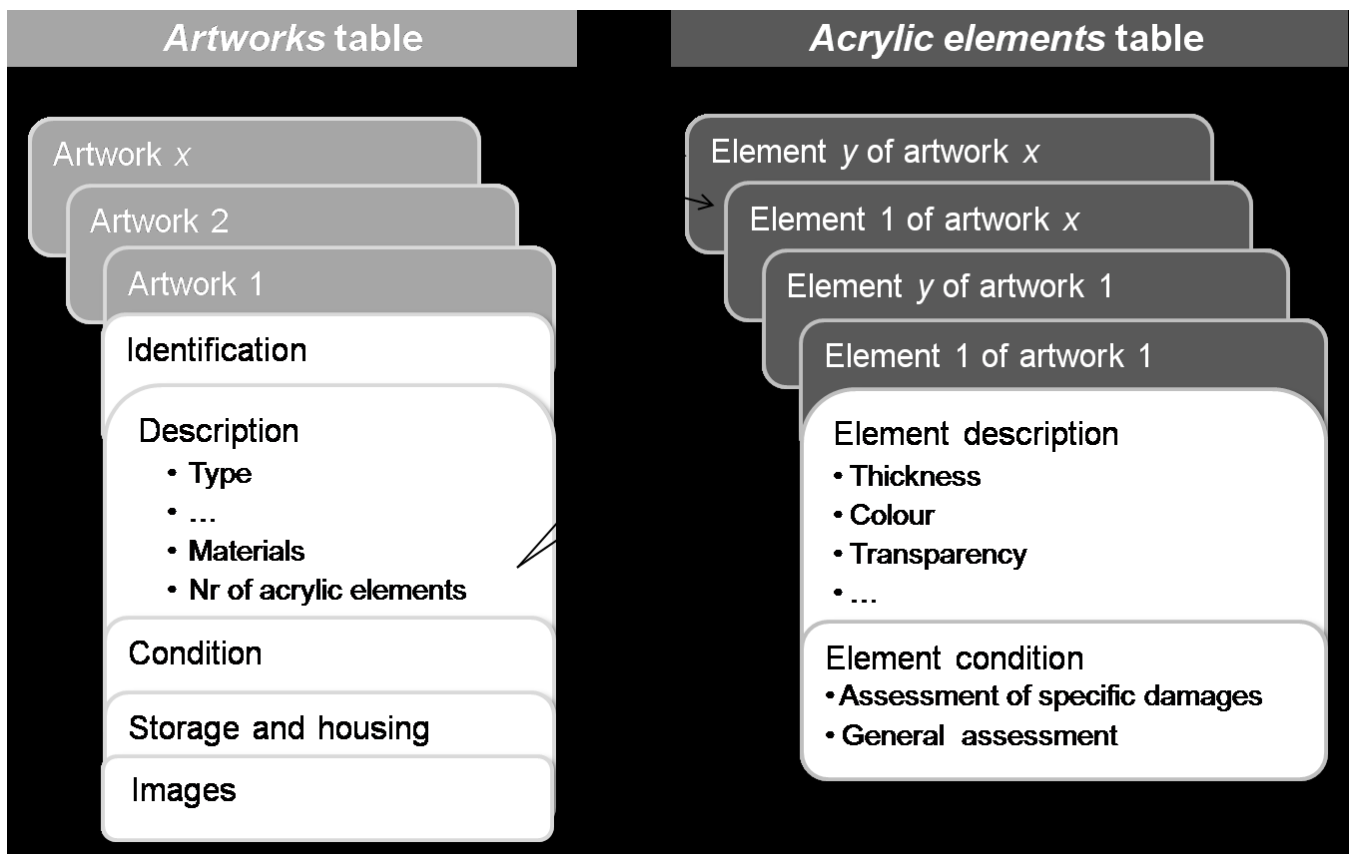 Artworks table
Artwork x
Artwork 2
Artwork 1
Identification
Description
• Type
• ...
• Materials
• Nr of acrylic elements
Condition
Storage and housing
Images
Acrylic elements table
Element y of artwork x
Element 1 of artwork x
Element y of artwork 1
Element 1 of artwork 1
Element description
• Thickness
• Colour
• Transparency
• ...
Element condition
• Assessment of specific damages
• General assessment